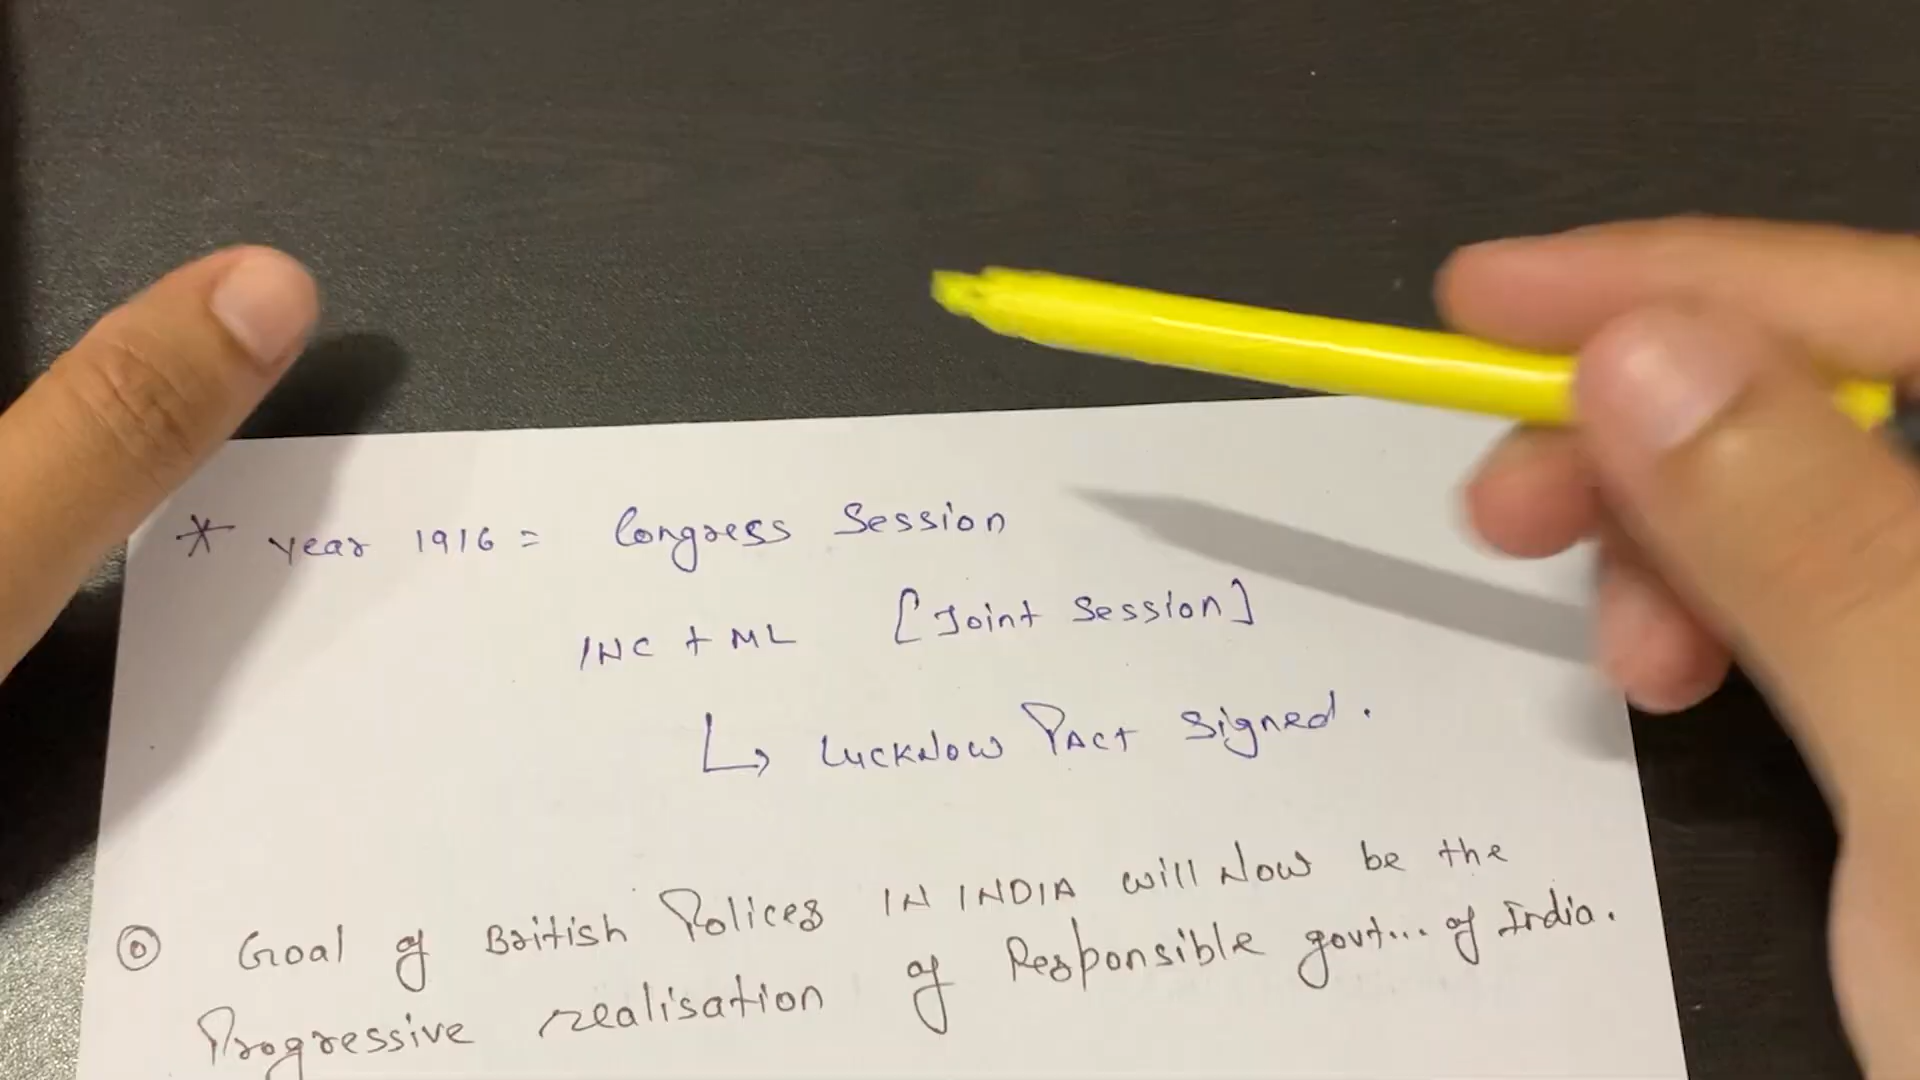 * Year 1916 = Congress Session
INC + ML [Joint Session]
↳ Lucknow Pact Signed.
⊙ Goal of British Polices IN INDIA will Now be the
Progressive realisation of Responsible govt... of India.